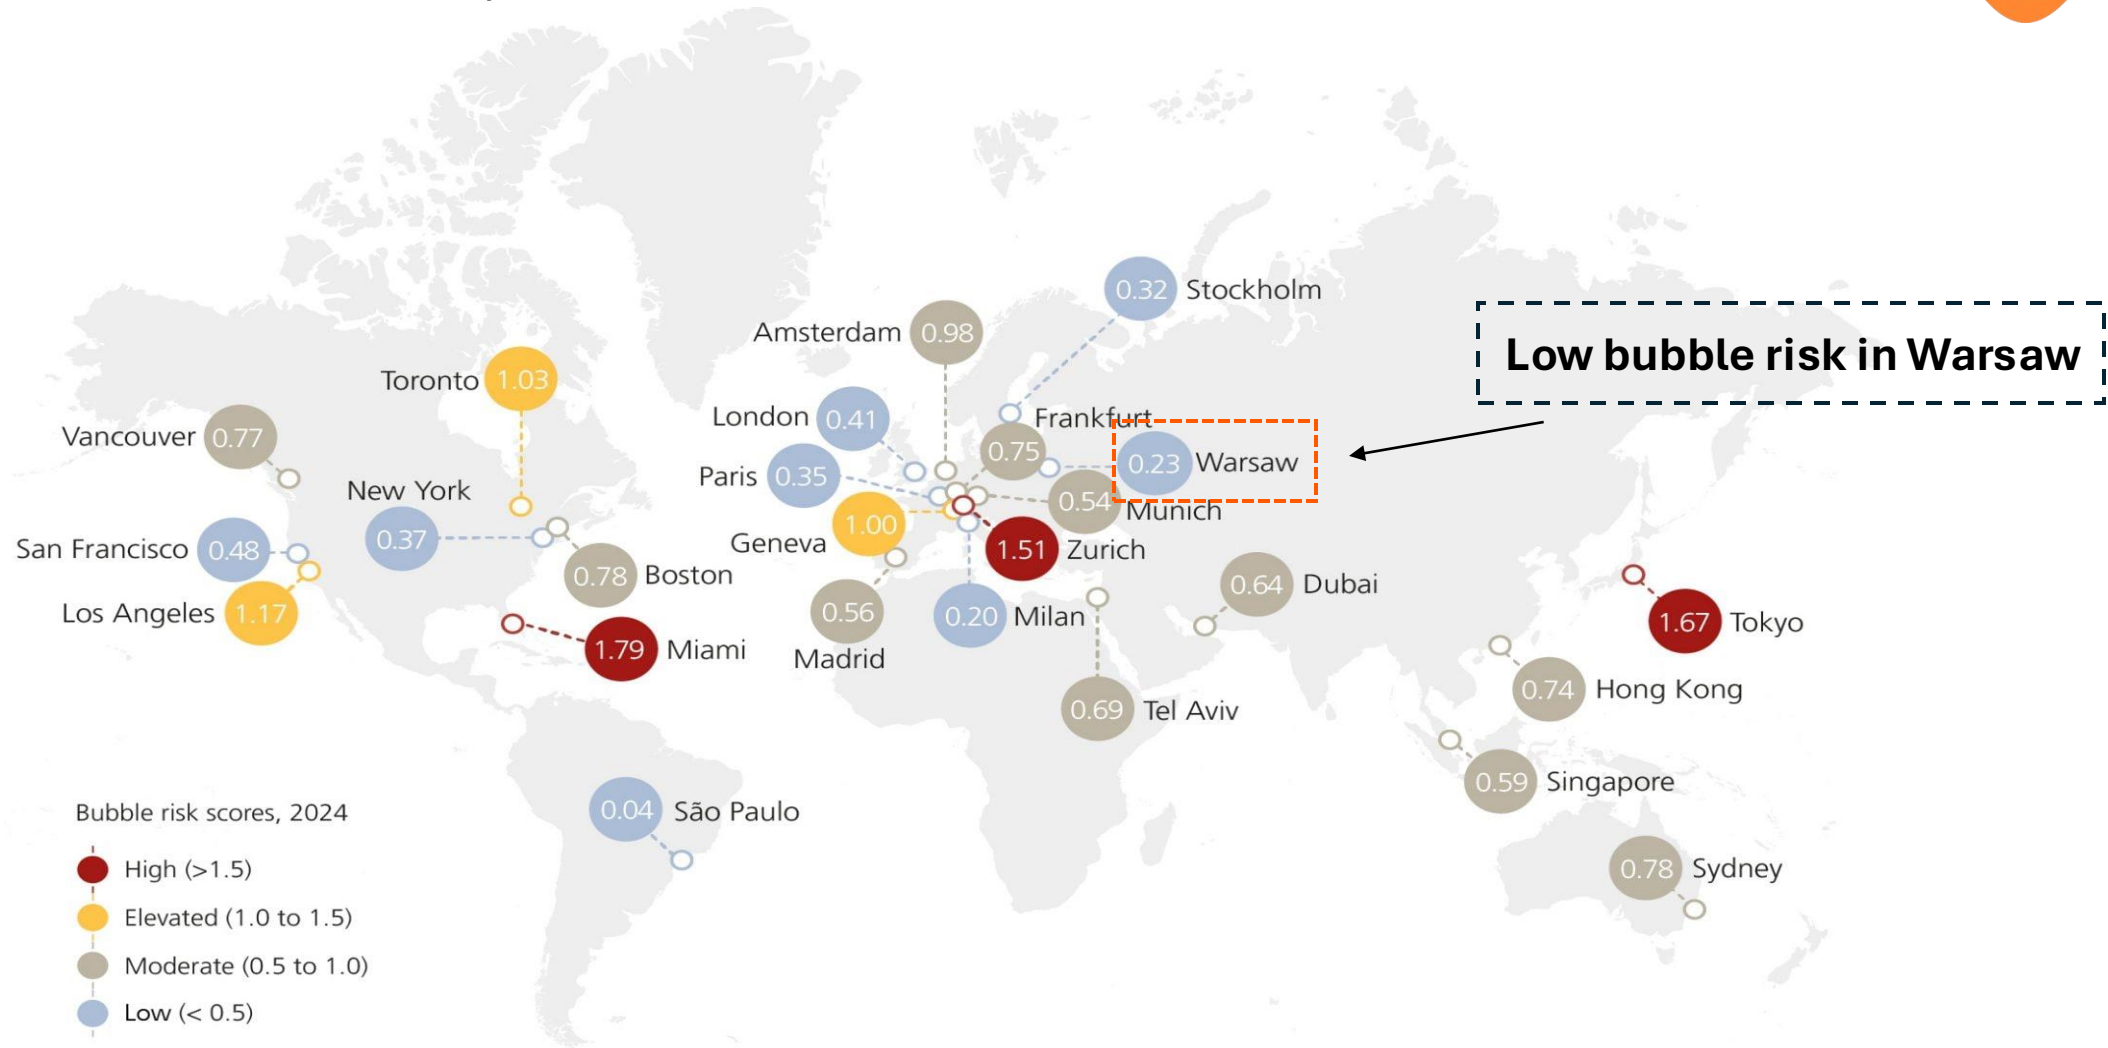 0.32 Stockholm
Amsterdam 0.98
Low bubble risk in Warsaw
Toronto 1.03
London 0.41
Frankfurt
0.75
Vancouver 0.77
0.23 Warsaw
Paris 0.35
New York
0.37
0.54
Munich
1.00
Geneva
San Francisco 0.48
1.51 Zurich
0.78 Boston
0.64 Dubai
Los Angeles 1.17
0.56
Madrid
0.20 Milan
1.67 Tokyo
1.79 Miami
0.74 Hong Kong
0.69 Tel Aviv
0.59 Singapore
0.04 São Paulo
0.78 Sydney
Bubble risk scores, 2024
High (>1.5)
Elevated (1.0 to 1.5)
Moderate (0.5 to 1.0)
Low (< 0.5)